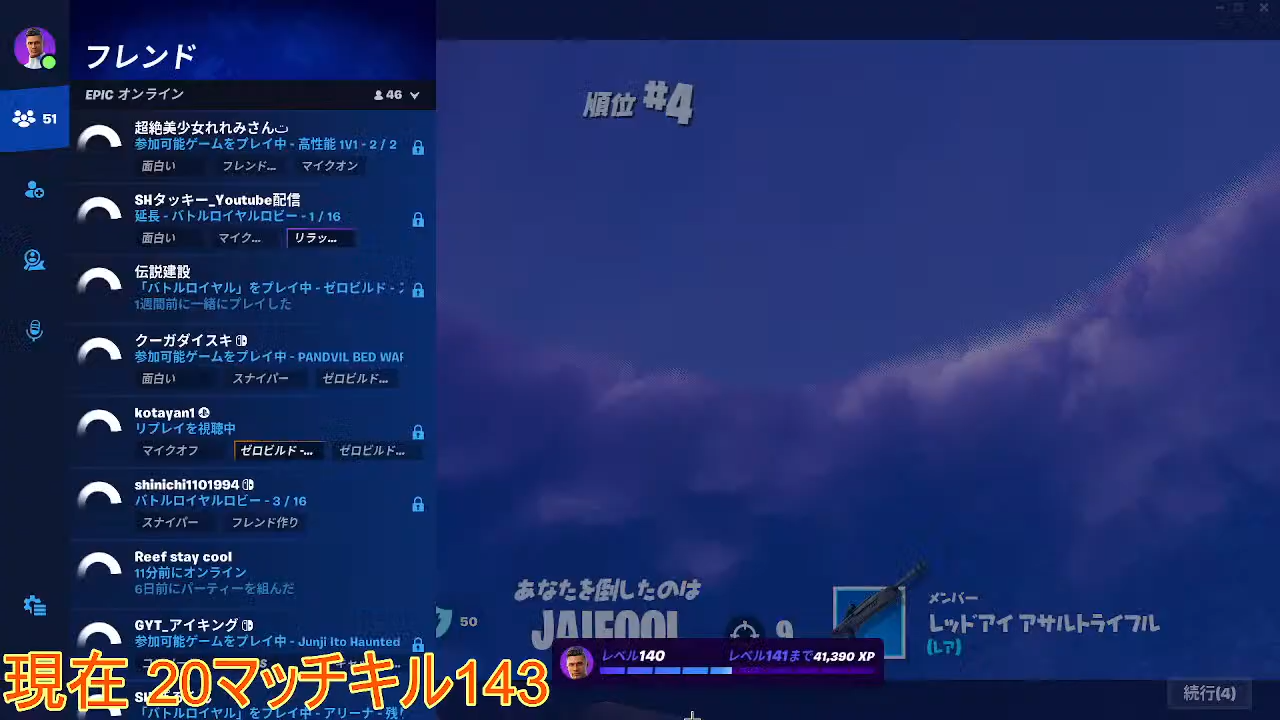 フレンド
51
EPIC オンライン 46
超絶美少女れれみさん
参加可能ゲームをプレイ中 - 高性能 1V1 - 2 / 2
面白い フレンド... マイクオン
SHタッキー_Youtube配信
延長 - バトルロイヤルロビー - 1 / 16
面白い マイク... リラッ...
伝説建設
「バトルロイヤル」をプレイ中 - ゼロビルド -
1週間前に一緒にプレイした
クーガダイスキ
参加可能ゲームをプレイ中 - PANDVIL BED WAR
面白い スナイパー ゼロビルド...
kotayan1
リプレイを視聴中
マイクオフ ゼロビルド -... ゼロビルド...
shinichi1101994
バトルロイヤルロビー - 3 / 16
スナイパー フレンド作り
Reef stay cool
11分前にオンライン
6日前にパーティーを組んだ
GYT_アイキング
参加可能ゲームをプレイ中 - Junji Ito Haunted
「バトルロイヤル」をプレイ中 - アリーナ - 残り
現在 20マッチキル143
順位 #4
あなたを倒したのは
JAIFOOL
9
50
メンバー
レッドアイ アサルトライフル
(レア)
レベル140 レベル141まで41,390 XP
続行(4)